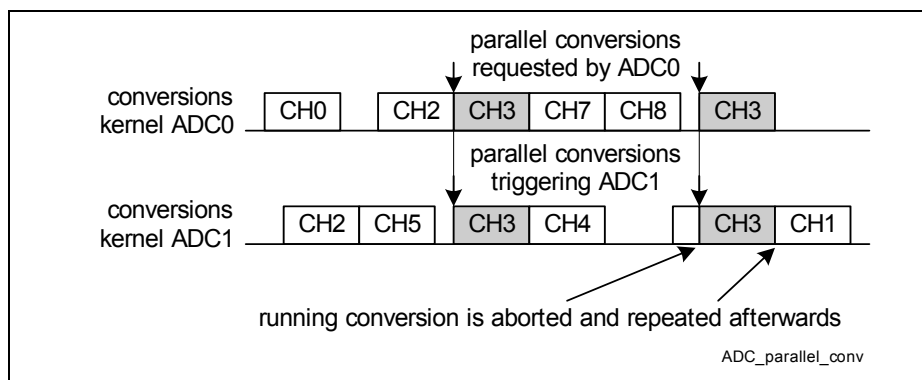 parallel conversions
requested by ADC0
conversions
kernel ADC0
CH0 CH2 CH3 CH7 CH8 CH3
parallel conversions
triggering ADC1
conversions
kernel ADC1
CH2 CH5 CH3 CH4 CH3 CH1
running conversion is aborted and repeated afterwards
ADC_parallel_conv